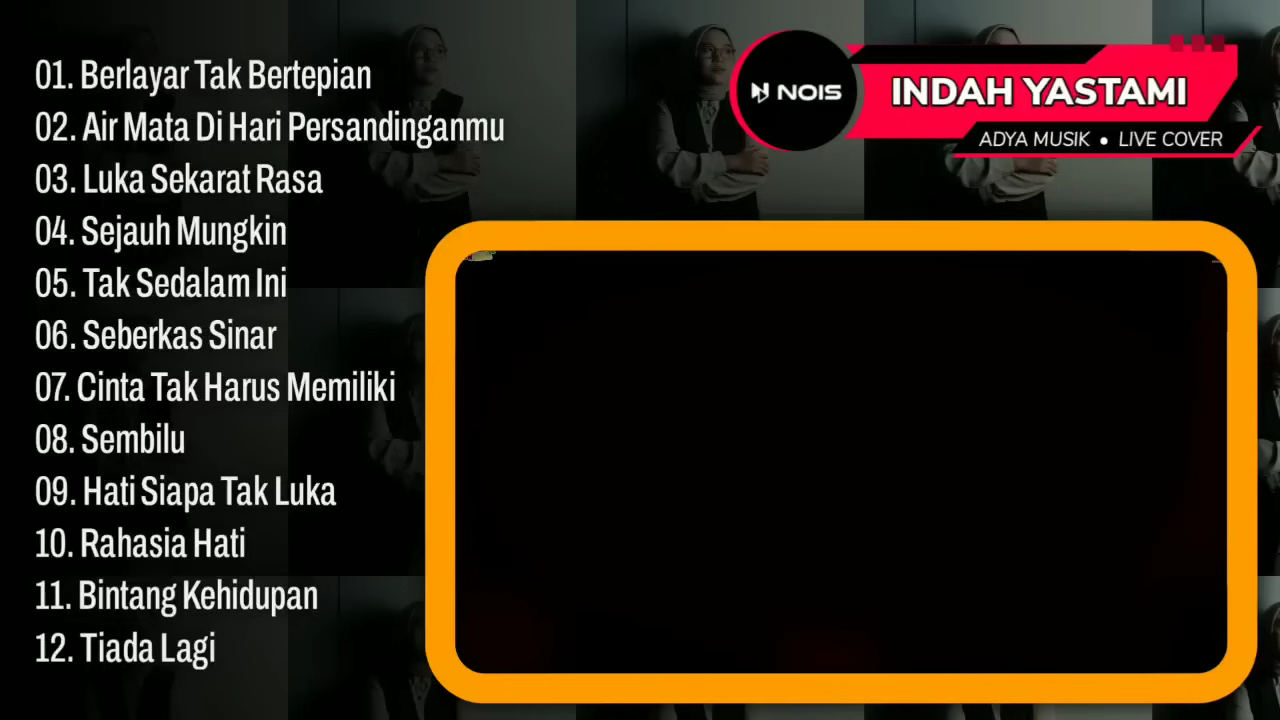 01. Berlayar Tak Bertepian
02. Air Mata Di Hari Persandinganmu
03. Luka Sekarat Rasa
04. Sejauh Mungkin
05. Tak Sedalam Ini
06. Seberkas Sinar
07. Cinta Tak Harus Memiliki
08. Sembilu
09. Hati Siapa Tak Luka
10. Rahasia Hati
11. Bintang Kehidupan
12. Tiada Lagi
NOIS
INDAH YASTAMI
ADYA MUSIK • LIVE COVER